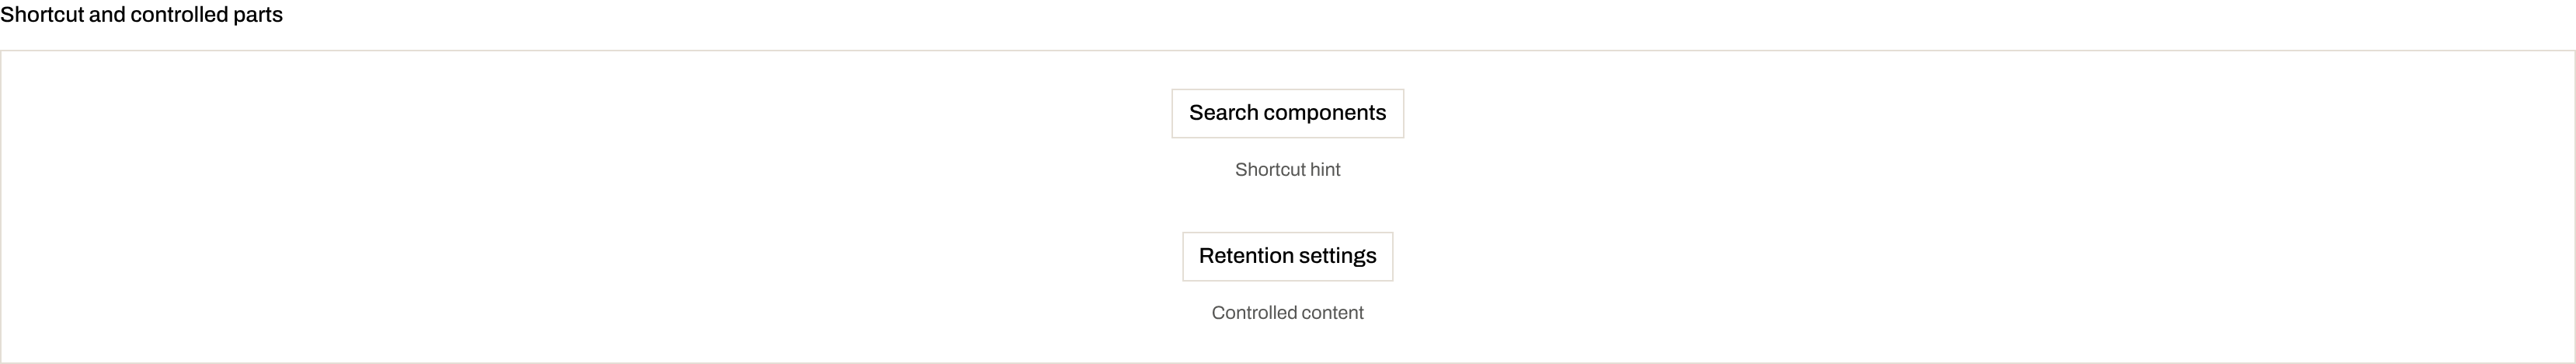 Shortcut and controlled parts
Search components
Shortcut hint
Retention settings
Controlled content